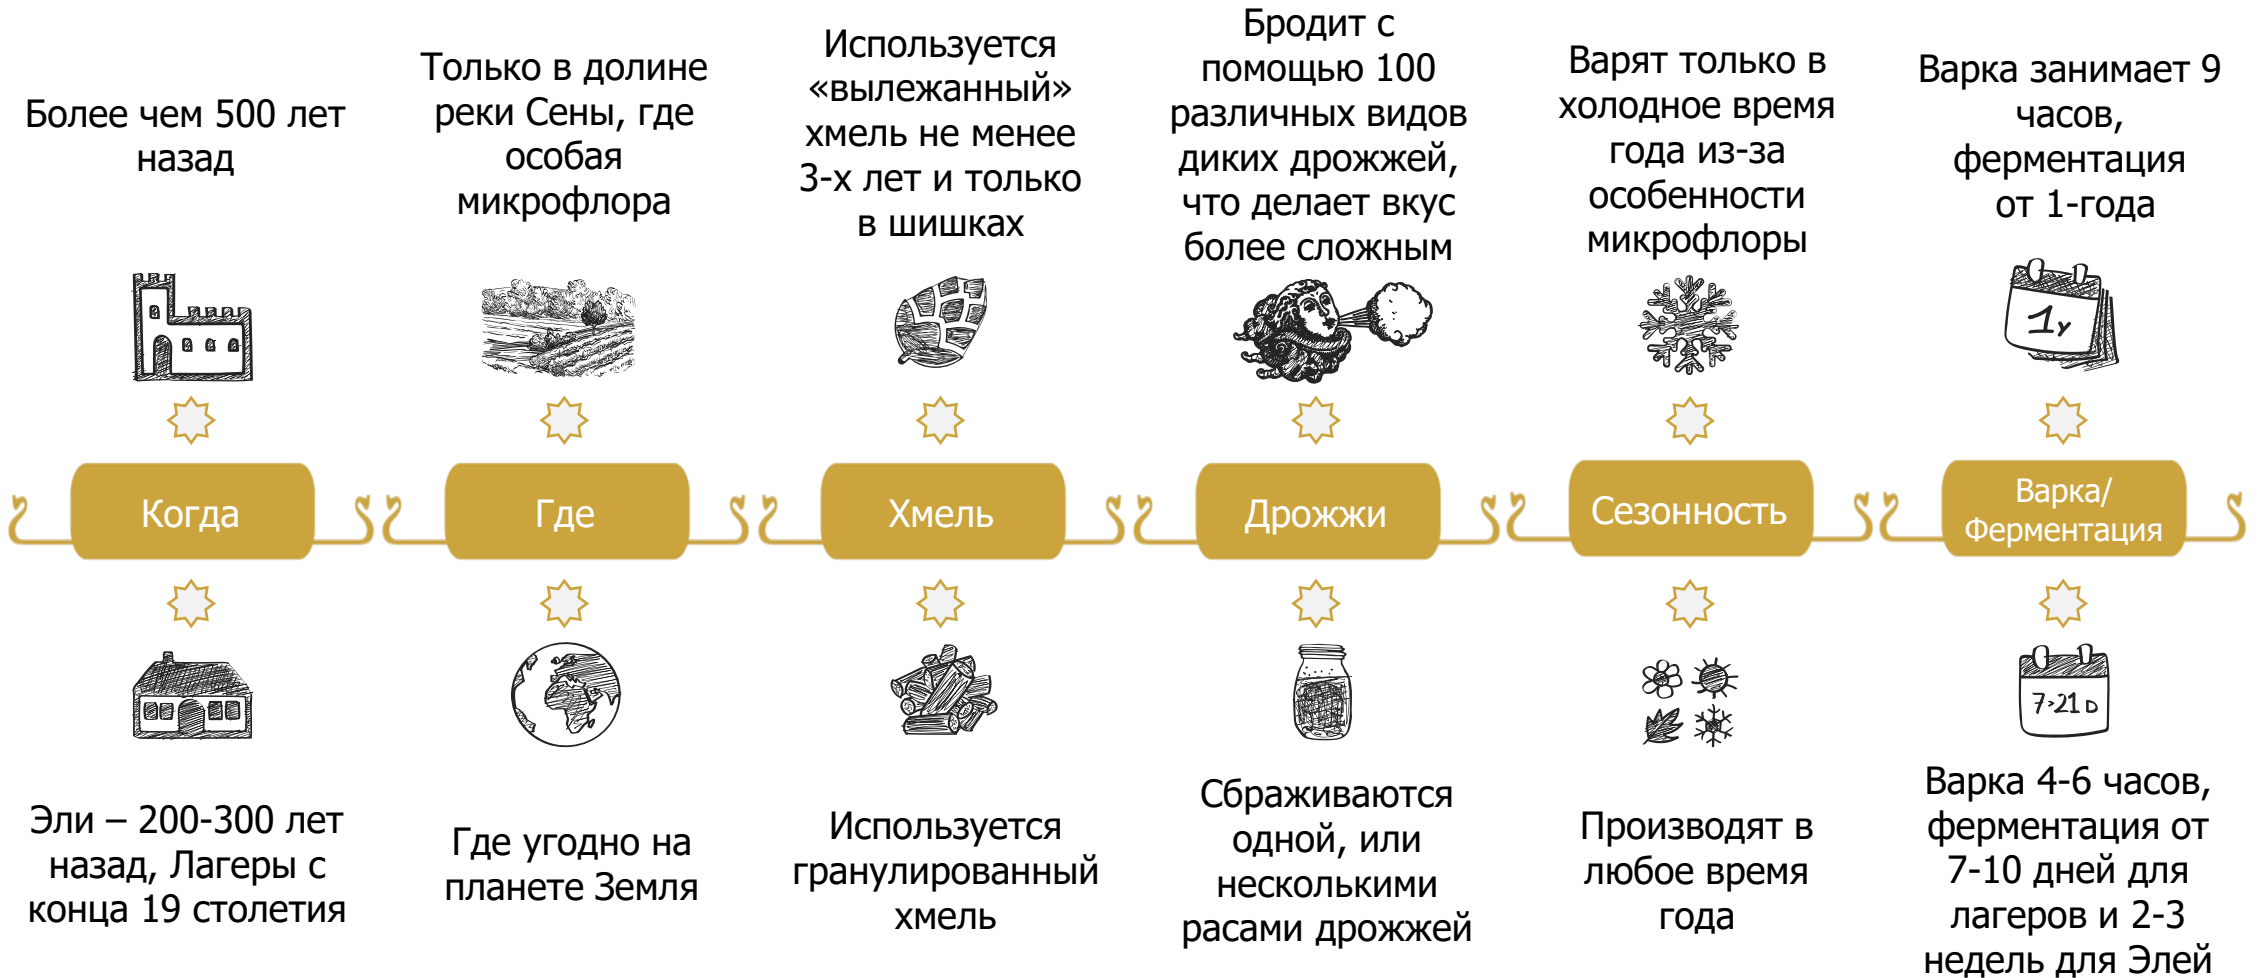 Более чем 500 лет
назад
Только в долине
реки Сены, где
особая
микрофлора
Используется
«вылежанный»
хмель не менее
3-х лет и только
в шишках
Бродит с
помощью 100
различных видов
диких дрожжей,
что делает вкус
более сложным
Варят только в
холодное время
года из-за
особенности
микрофлоры
Варка занимает 9
часов,
ферментация
от 1-года
1y
Когда
Где
Хмель
Дрожжи
Сезонность
Варка/
Ферментация
7>21 D
Эли – 200-300 лет
назад, Лагеры с
конца 19 столетия
Где угодно на
планете Земля
Используется
гранулированный
хмель
Сбраживаются
одной, или
несколькими
расами дрожжей
Производят в
любое время
года
Варка 4-6 часов,
ферментация от
7-10 дней для
лагеров и 2-3
недель для Элей